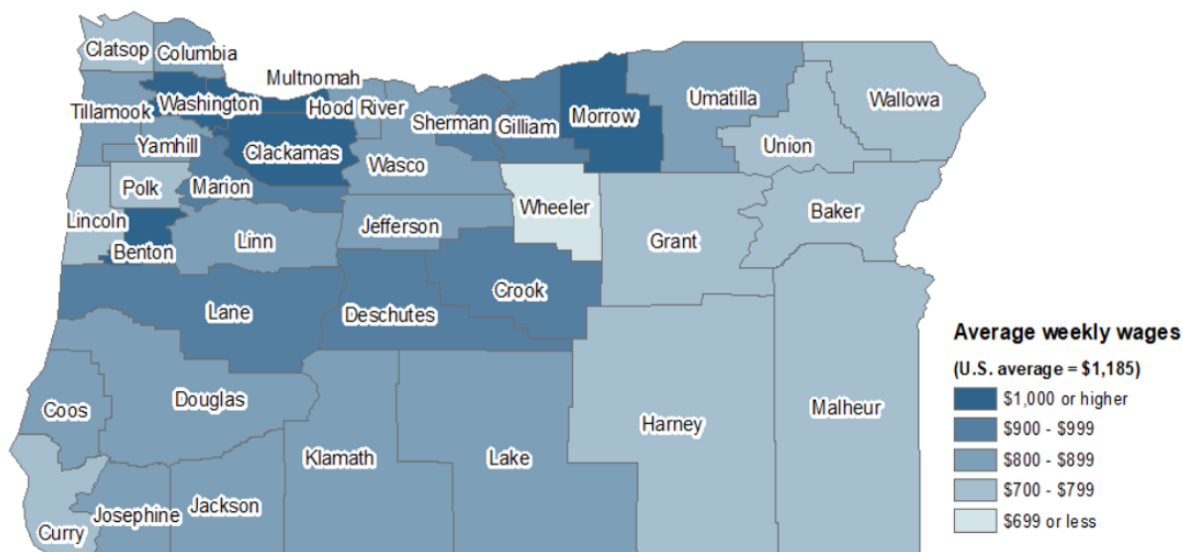 Clatsop
Columbia
Multnomah
Tillamook
Washington
Hood River
Sherman
Gilliam
Morrow
Umatilla
Wallowa
Yamhill
Clackamas
Wasco
Union
Polk
Marion
Wheeler
Lincoln
Benton
Linn
Jefferson
Grant
Baker
Lane
Deschutes
Crook
Coos
Douglas
Klamath
Lake
Harney
Malheur
Curry
Josephine
Jackson
Average weekly wages
(U.S. average = $1,185)
$1,000 or higher
$900 - $999
$800 - $899
$700 - $799
$699 or less